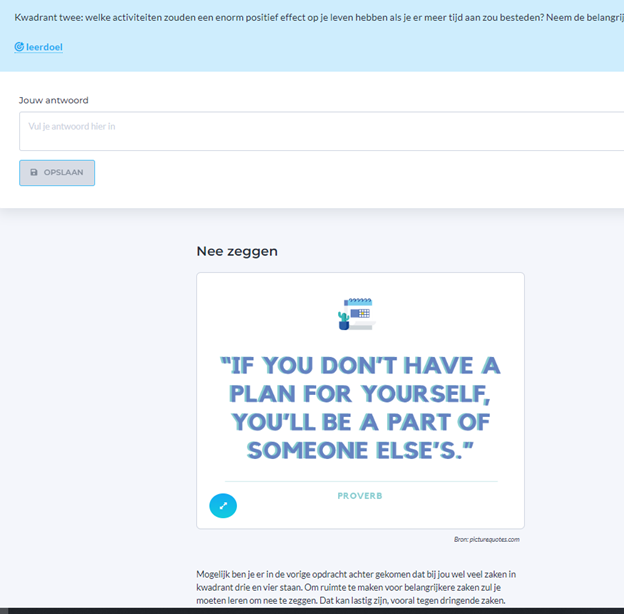 Kwadrant twee: welke activiteiten zouden een enorm positief effect op je leven hebben als je er meer tijd aan zou besteden? Neem de
leerdoel
Jouw antwoord
Vul je antwoord hier in
OPSLAAN
Nee zeggen
"IF YOU DON'T HAVE A
PLAN FOR YOURSELF,
YOU'LL BE A PART OF
SOMEONE ELSE'S."
PROVERB
Bron: picturequotes.com
Mogelijk ben je er in de vorige opdracht achter gekomen dat bij jou wel veel zaken in
kwadrant drie en vier staan. Om ruimte te maken voor belangrijkere zaken zul je
moeten leren om nee te zeggen. Dat kan lastig zijn, vooral tegen dringende zaken.